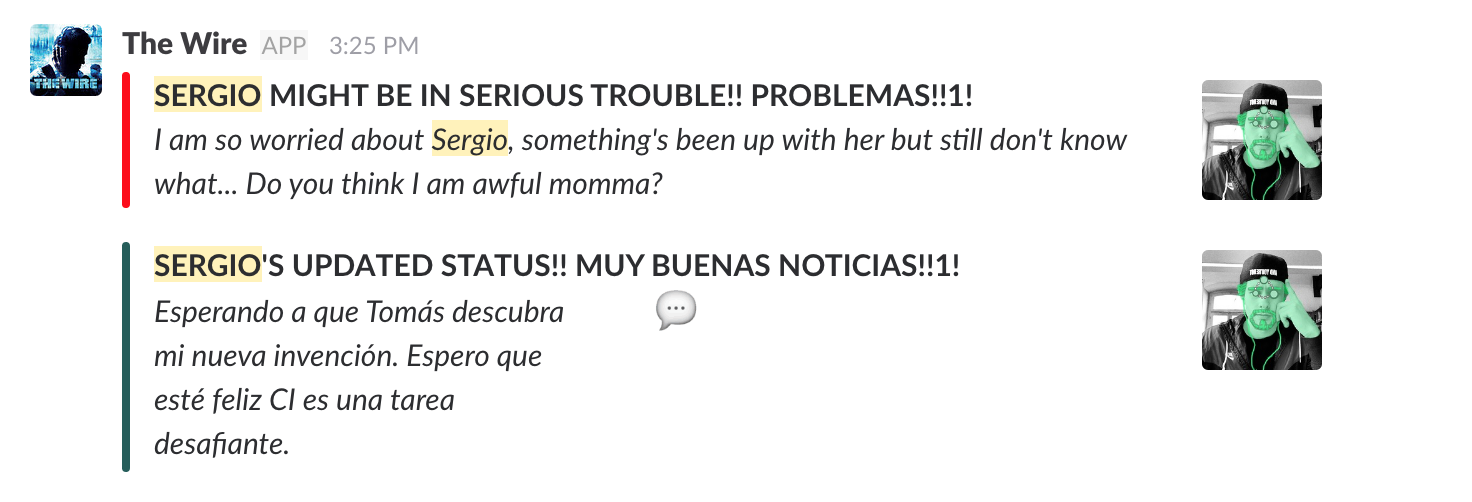 The Wire APP 3:25 PM
THE WIRE
SERGIO MIGHT BE IN SERIOUS TROUBLE!! PROBLEMAS!!1!
I am so worried about Sergio, something's been up with her but still don't know
what... Do you think I am awful momma?
SERGIO'S UPDATED STATUS!! MUY BUENAS NOTICIAS!!1!
Esperando a que Tomás descubra
mi nueva invención. Espero que
esté feliz CI es una tarea
desafiante.